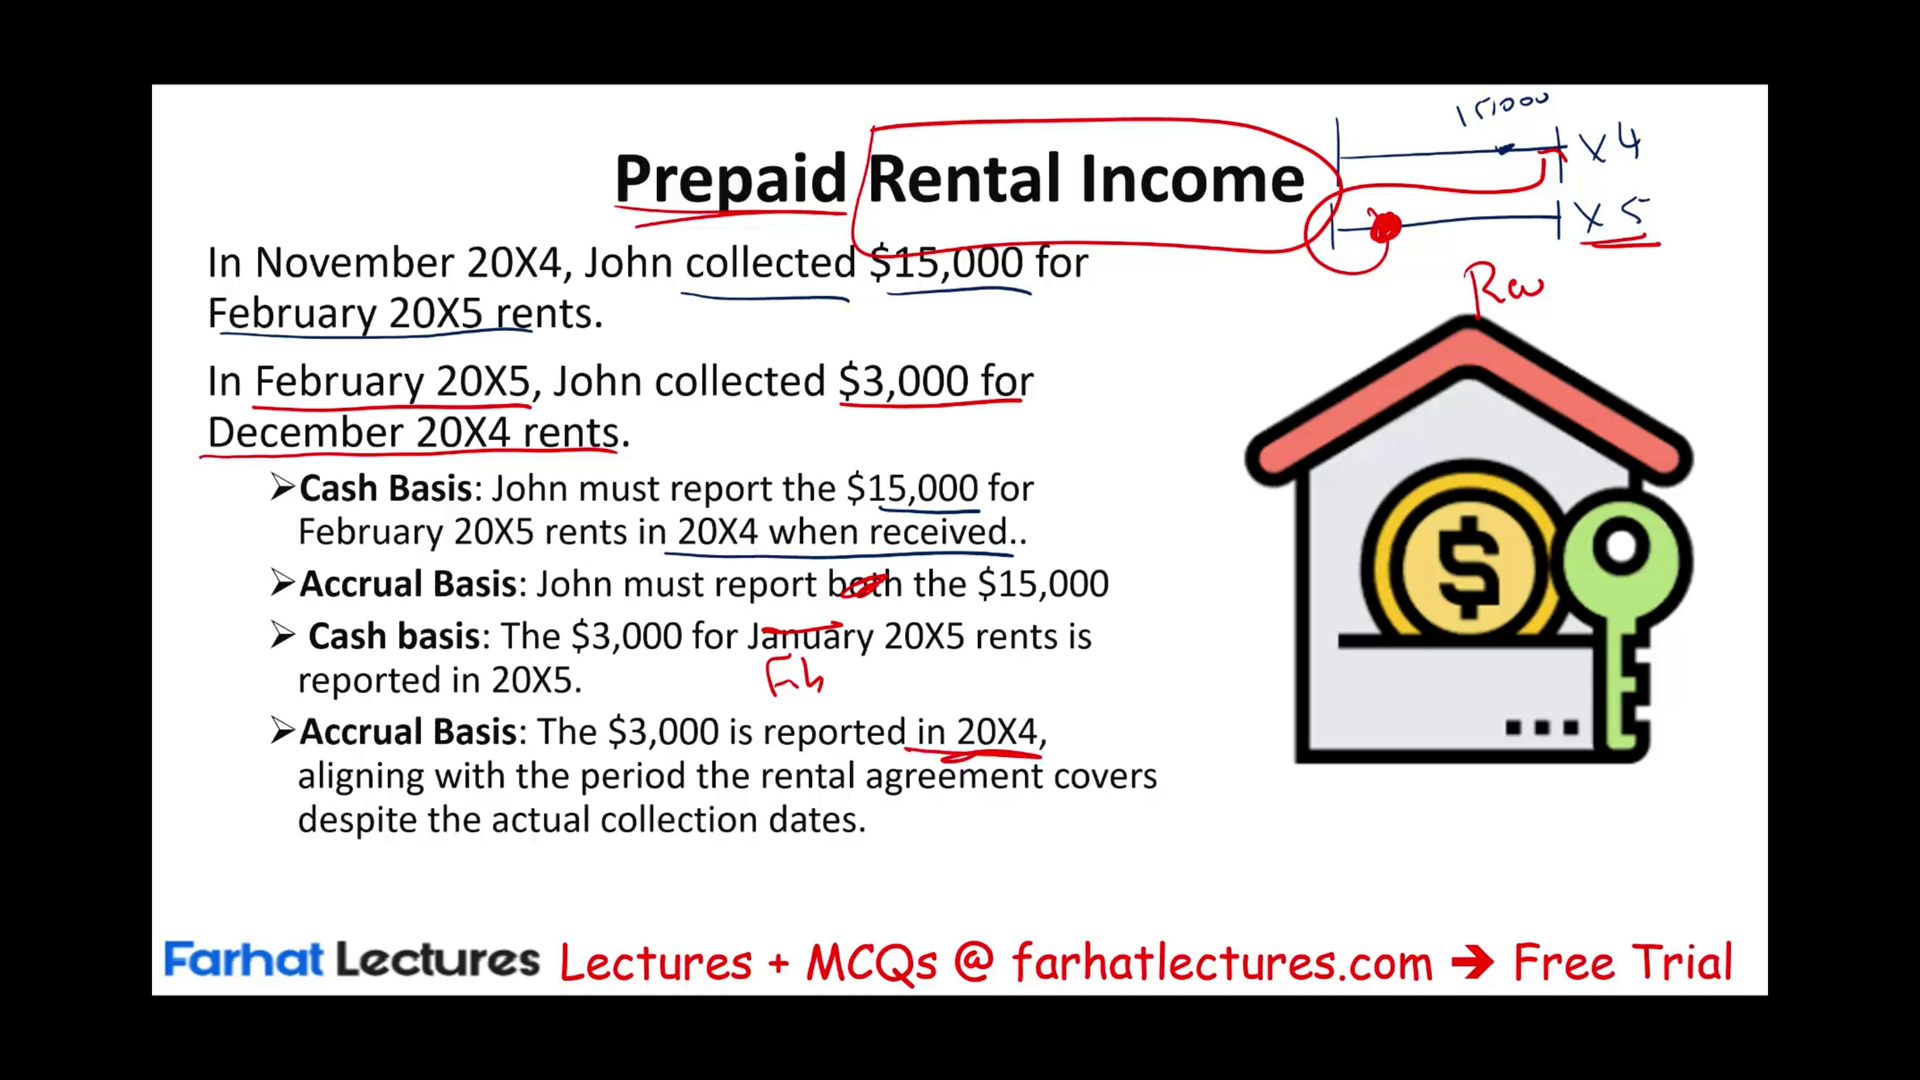 15,000
X4
Prepaid Rental Income
X5
In November 20X4, John collected $15,000 for
February 20X5 rents.
Rev
In February 20X5, John collected $3,000 for
December 20X4 rents.
➢Cash Basis: John must report the $15,000 for
February 20X5 rents in 20X4 when received..
➢Accrual Basis: John must report both the $15,000
➢ Cash basis: The $3,000 for January 20X5 rents is
Feb
reported in 20X5.
➢Accrual Basis: The $3,000 is reported in 20X4,
aligning with the period the rental agreement covers
despite the actual collection dates.
$
Farhat Lectures Lectures + MCQs @ farhatlectures.com → Free Trial